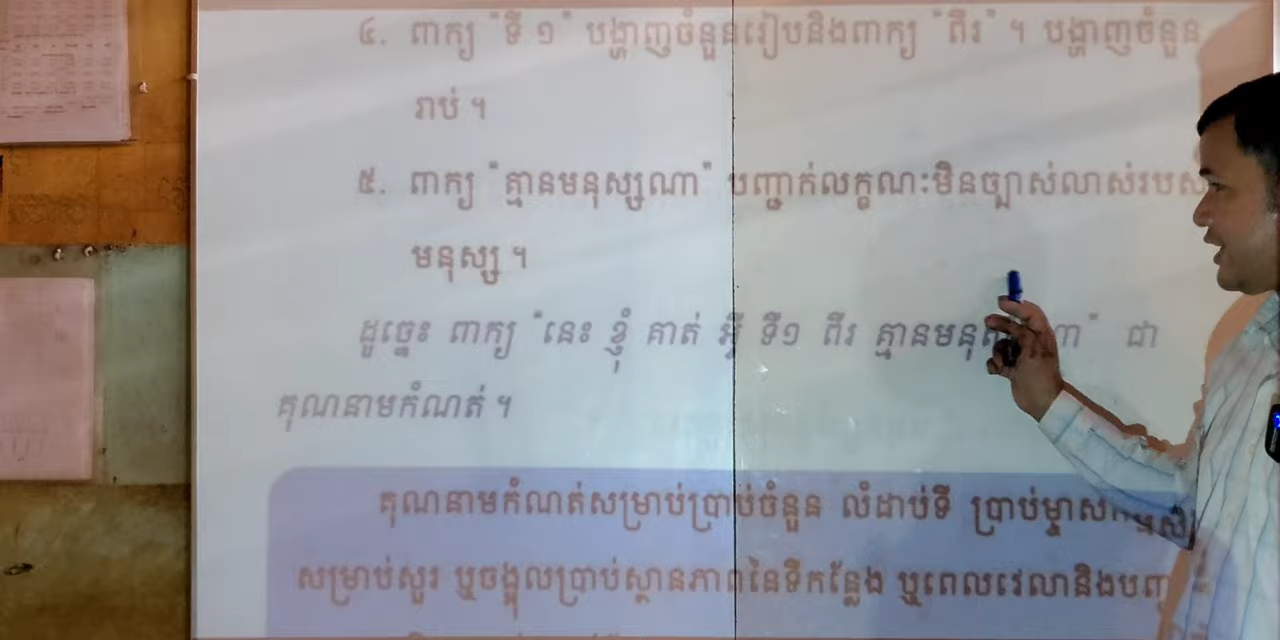 ៤. ពាក្យ "ទី ១" បង្ហាញចំនួនរៀបនិងពាក្យ "ពីរ" ។ បង្ហាញចំនួន
រាប់ ។
៥. ពាក្យ "គ្មានមនុស្សណា" បញ្ជាក់លក្ខណៈមិនច្បាស់លាស់របស់
មនុស្ស ។
ដូច្នេះ ពាក្យ "នេះ ខ្ញុំ គាត់ អ្វី ទី១ ពីរ គ្មានមនុស្សណា" ជា
គុណនាមកំណត់ ។
គុណនាមកំណត់សម្រាប់ប្រាប់ចំនួន លំដាប់ទី ប្រាប់ម្ចាស់កម្មសិ
សម្រាប់សួរ ឬចង្អុលប្រាប់ស្ថានភាពនៃទីកន្លែង ឬពេលវេលានិងបញ្